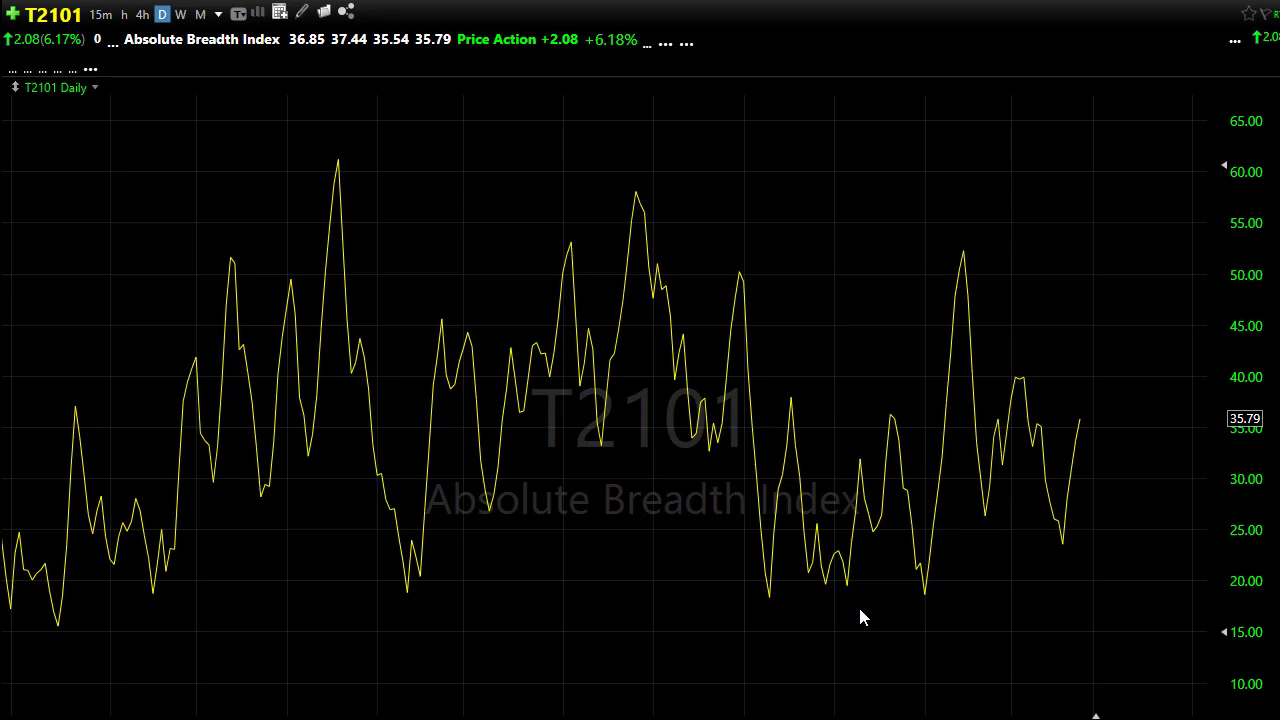 T2101 15m h 4h D W M T
2.08(6.17%) 0 ... Absolute Breadth Index 36.85 37.44 35.54 35.79 Price Action +2.08 +6.18% ... ... ... ... 2.08
... ... ... ... ... ...
T2101 Daily
65.00
60.00
55.00
50.00
45.00
40.00
35.79
35.00
30.00
25.00
20.00
15.00
10.00
T2101
Absolute Breadth Index